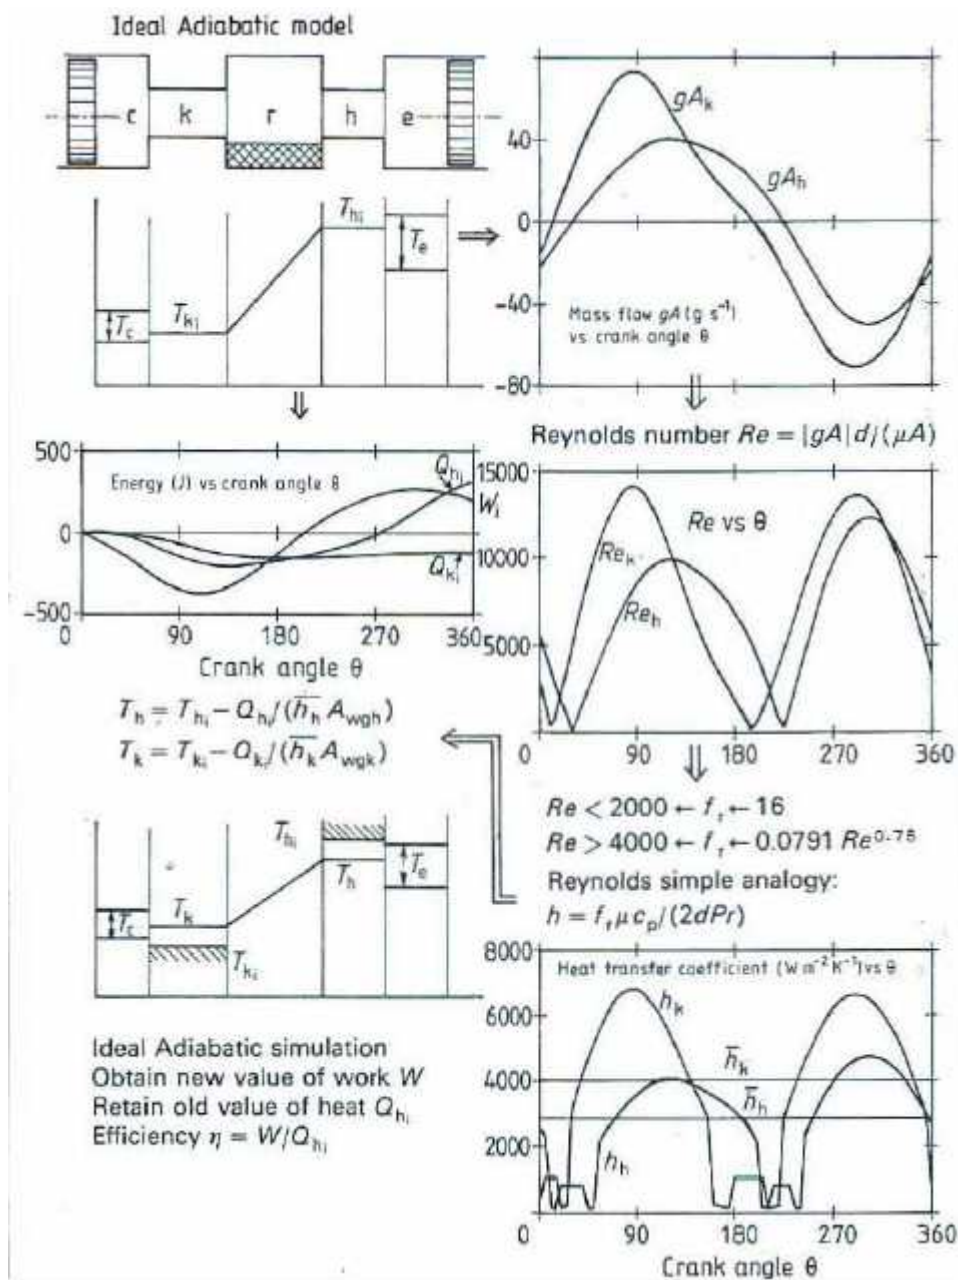 Ideal Adiabatic model
c k r h e
T_hi
T_e
T_ki
T_c
gA_k
gA_h
40
0
-40
-80
Mass flow gA (g s⁻¹)
vs crank angle θ
500
0
-500
Energy (J) vs crank angle θ
Q_hi
W_i
Q_ki
0 90 180 270 360
Crank angle θ
Reynolds number Re = |gA|d/(μA)
15000
10000
5000
Re vs θ
Re_k
Re_h
0 90 180 270 360
T_h = T_hi − Q_hi/(h̅_h A_wgh)
T_k = T_ki − Q_ki/(h̅_k A_wgk)
Re < 2000 ← f_r ← 16
Re > 4000 ← f_r ← 0.0791 Re^0.75
Reynolds simple analogy:
h = f_r μ c_p/(2dPr)
T_hi
T_h
T_e
T_k
T_c
T_ki
8000
6000
4000
2000
Heat transfer coefficient (W m⁻² K⁻¹) vs θ
h_k
h̅_k
h̅_h
h_h
0 90 180 270 360
Crank angle θ
Ideal Adiabatic simulation
Obtain new value of work W
Retain old value of heat Q_hi
Efficiency η = W/Q_hi